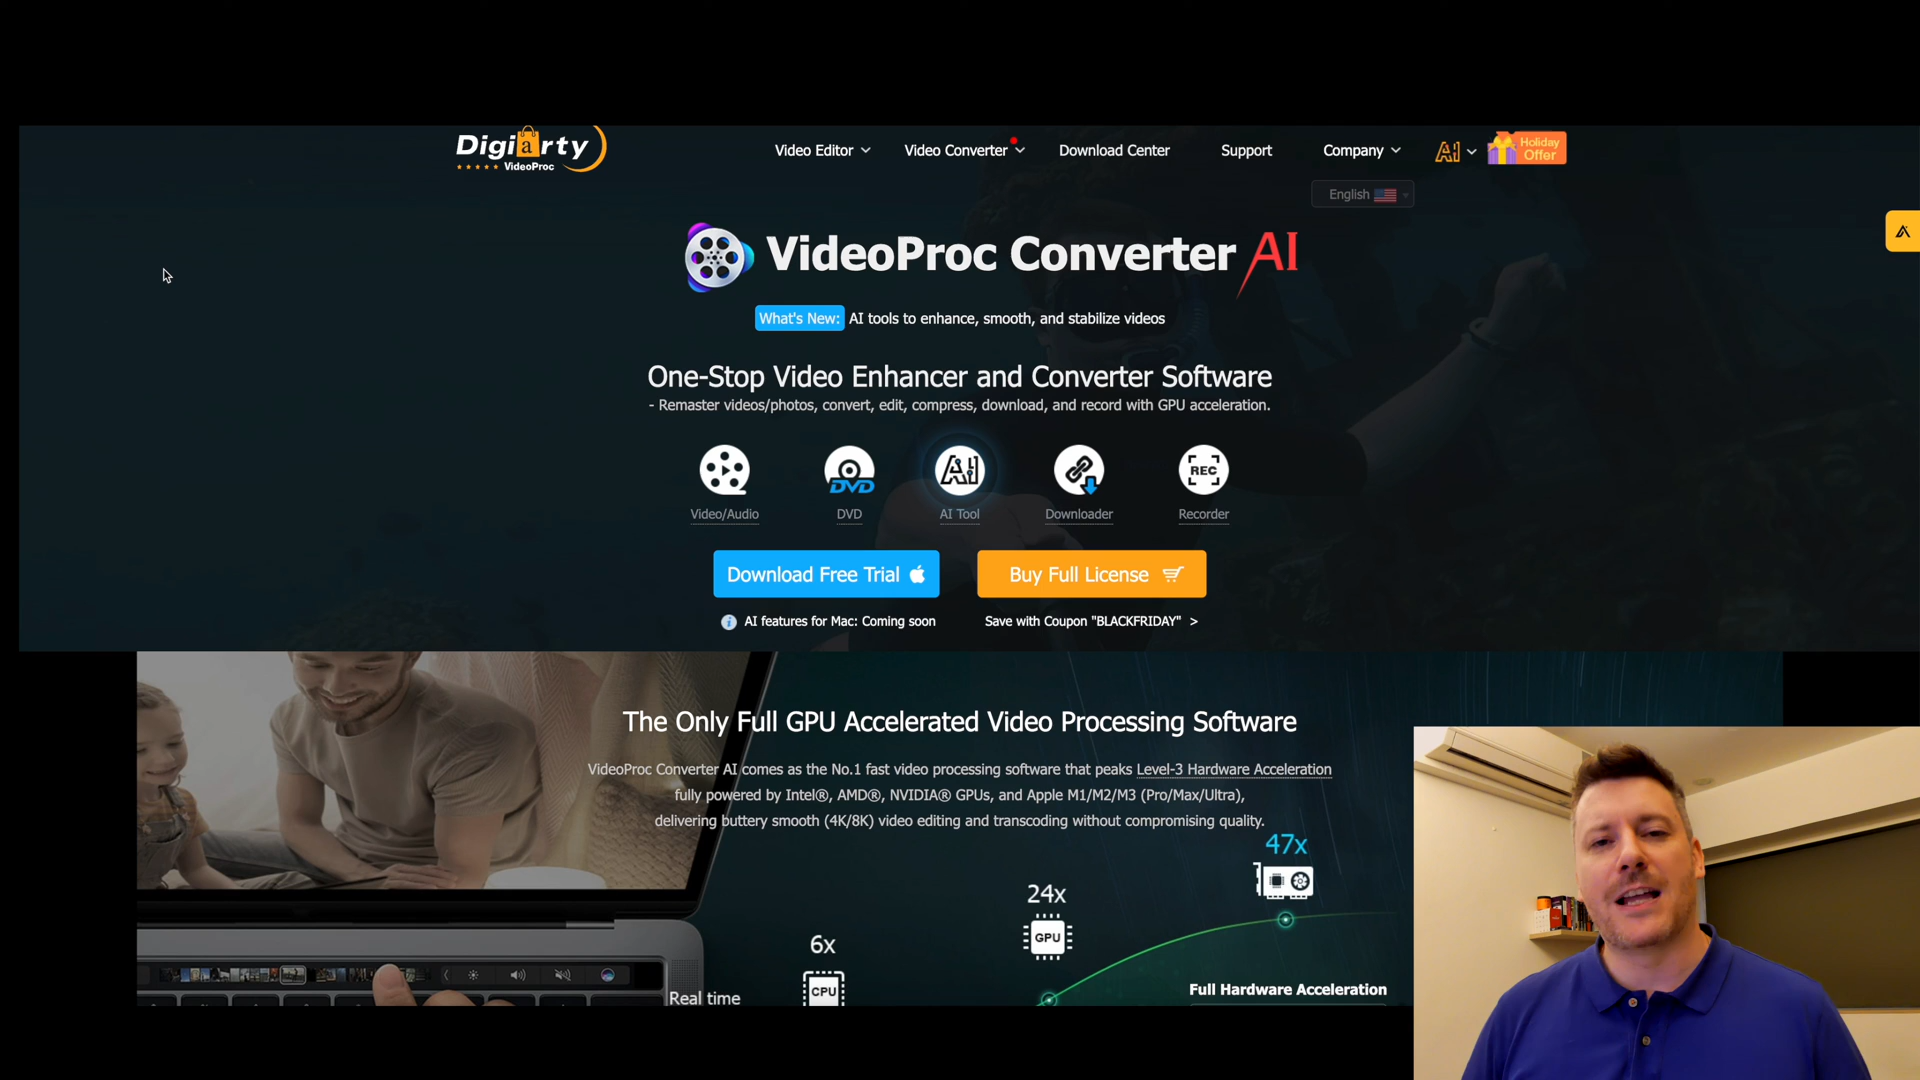 Digiarty
VideoProc
Video Editor
Video Converter
Download Center
Support
Company
AI
Holiday
Offer
English
VideoProc Converter AI
What's New: AI tools to enhance, smooth, and stabilize videos
One-Stop Video Enhancer and Converter Software
- Remaster videos/photos, convert, edit, compress, download, and record with GPU acceleration.
DVD
AI
REC
Video/Audio
DVD
AI Tool
Downloader
Recorder
Download Free Trial
Buy Full License
AI features for Mac: Coming soon
Save with Coupon "BLACKFRIDAY" >
The Only Full GPU Accelerated Video Processing Software
VideoProc Converter AI comes as the No.1 fast video processing software that peaks Level-3 Hardware Acceleration
fully powered by Intel®, AMD®, NVIDIA® GPUs, and Apple M1/M2/M3 (Pro/Max/Ultra),
delivering buttery smooth (4K/8K) video editing and transcoding without compromising quality.
47x
24x
GPU
6x
CPU
Real time
Full Hardware Acceleration